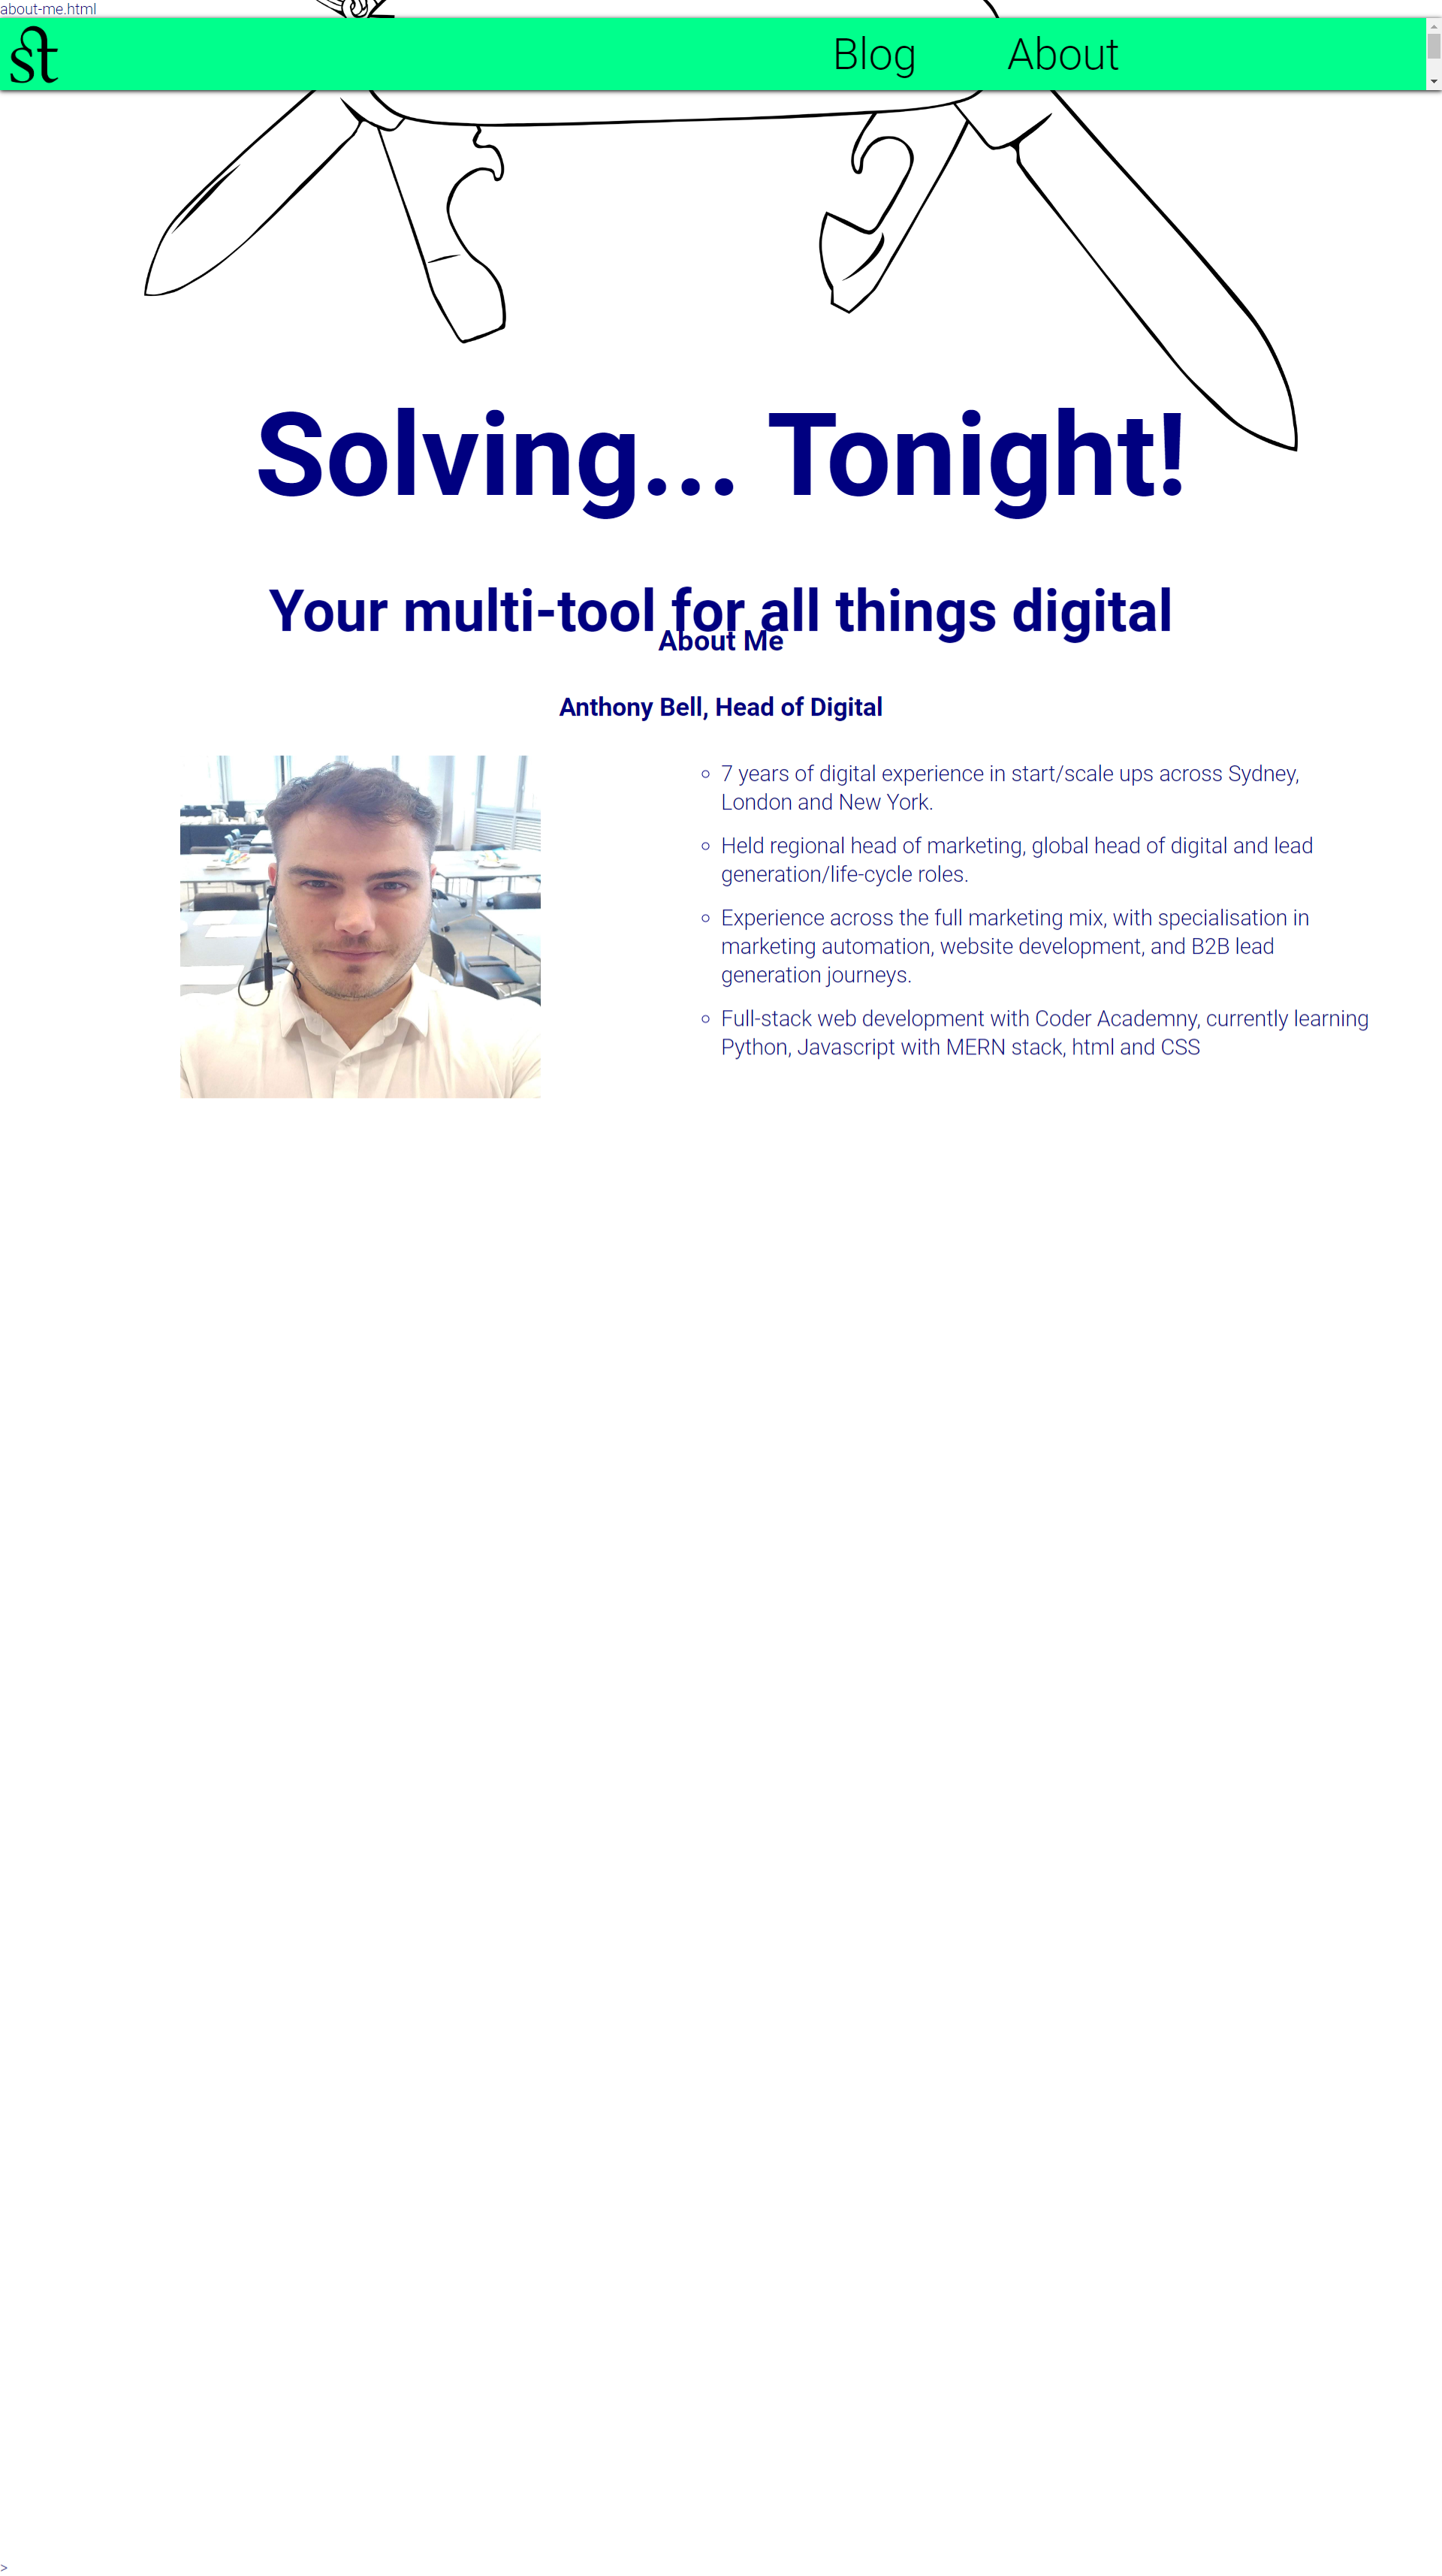 about-me.html
st
Blog
About
Solving... Tonight!
Your multi-tool for all things digital
About Me
Anthony Bell, Head of Digital
7 years of digital experience in start/scale ups across Sydney,
London and New York.
Held regional head of marketing, global head of digital and lead
generation/life-cycle roles.
Experience across the full marketing mix, with specialisation in
marketing automation, website development, and B2B lead
generation journeys.
Full-stack web development with Coder Academny, currently learning
Python, Javascript with MERN stack, html and CSS
>